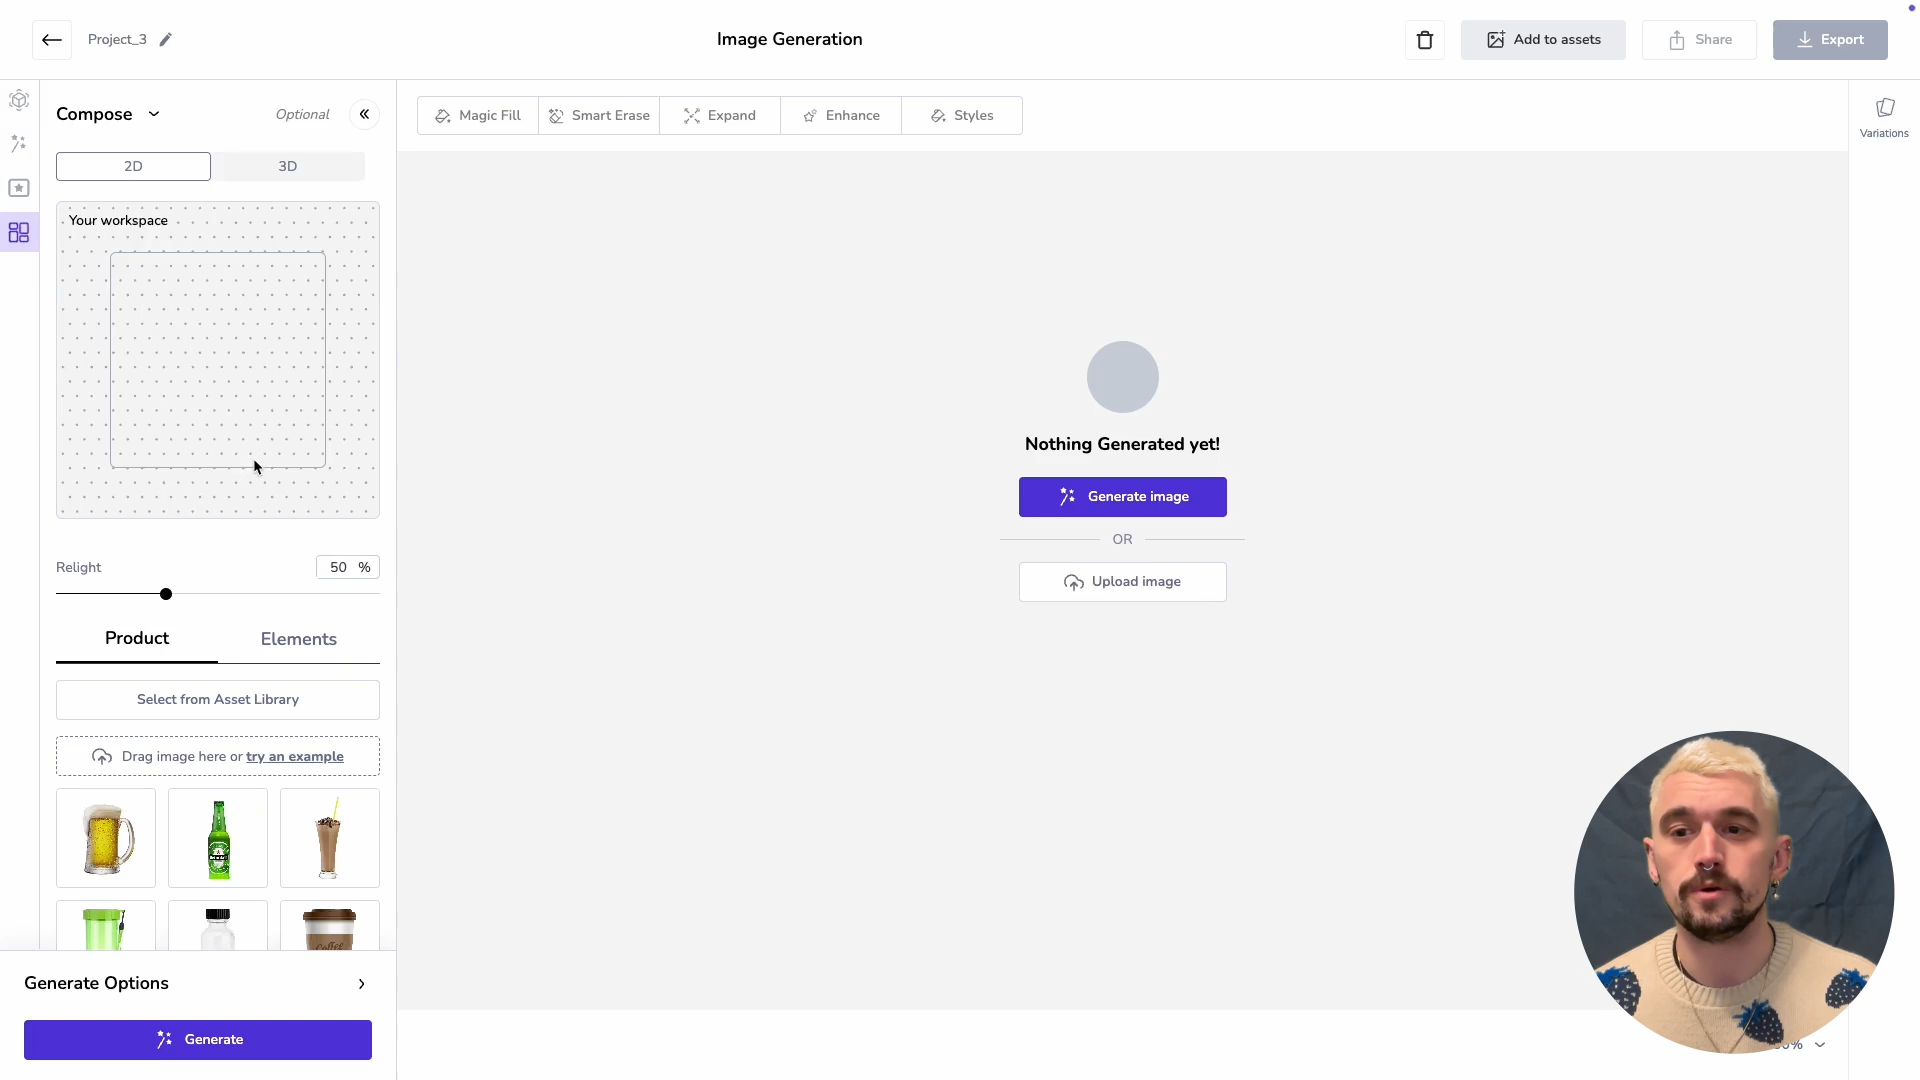 Project_3
Image Generation
Add to assets
Share
Export
Compose
Optional
Magic Fill
Smart Erase
Expand
Enhance
Styles
Variations
2D
3D
Your workspace
Nothing Generated yet!
Generate image
OR
Upload image
Relight
50 %
Product
Elements
Select from Asset Library
Drag image here or try an example
Coffee
Generate Options
Generate